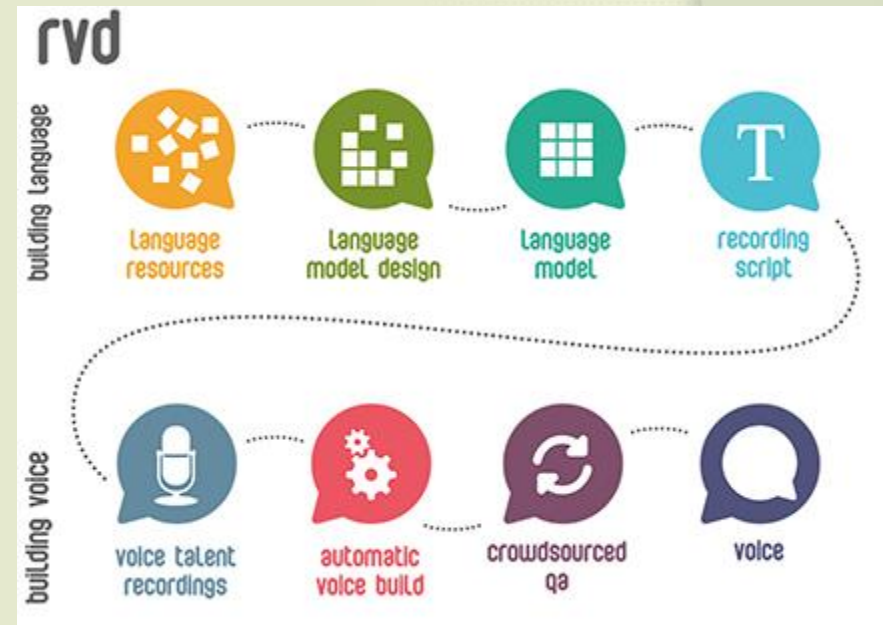 rvd
building language
language
resources
language
model design
language
model
T
recording
script
building voice
voice talent
recordings
automatic
voice build
crowdsourced
qa
voice